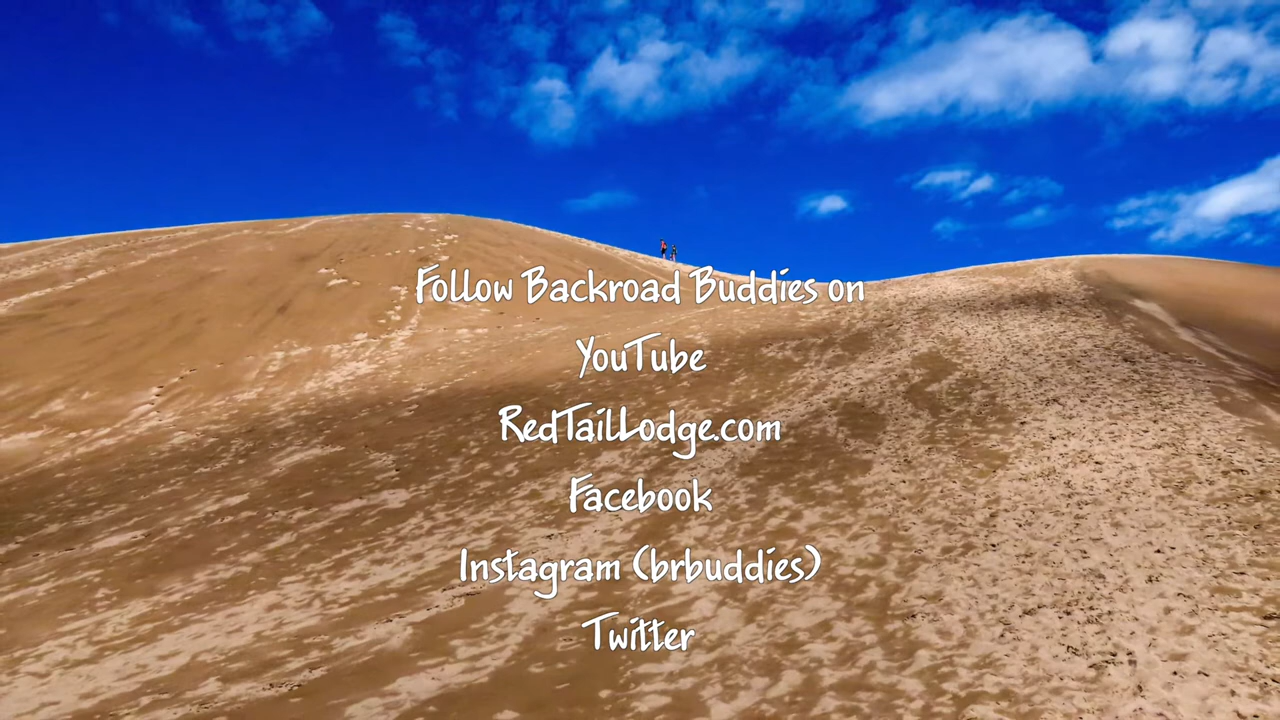 Follow Backroad Buddies on
YouTube
RedTailLodge.com
Facebook
Instagram (brbuddies)
Twitter